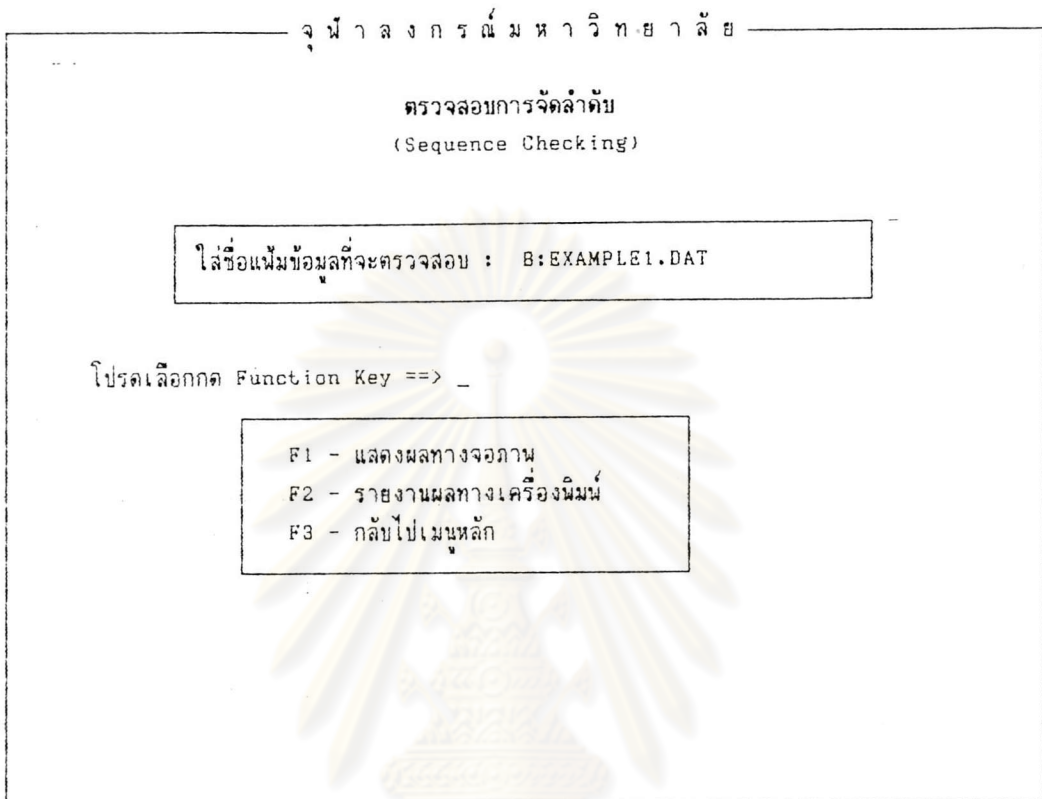 จุฬาลงกรณ์มหาวิทยาลัย
ตรวจสอบการจัดลำดับ
(Sequence Checking)
ใส่ชื่อแฟ้มข้อมูลที่จะตรวจสอบ : B:EXAMPLE1.DAT
โปรดเลือกกด Function Key ==> _
F1 - แสดงผลทางจอภาพ
F2 - รายงานผลทางเครื่องพิมพ์
F3 - กลับไปเมนูหลัก